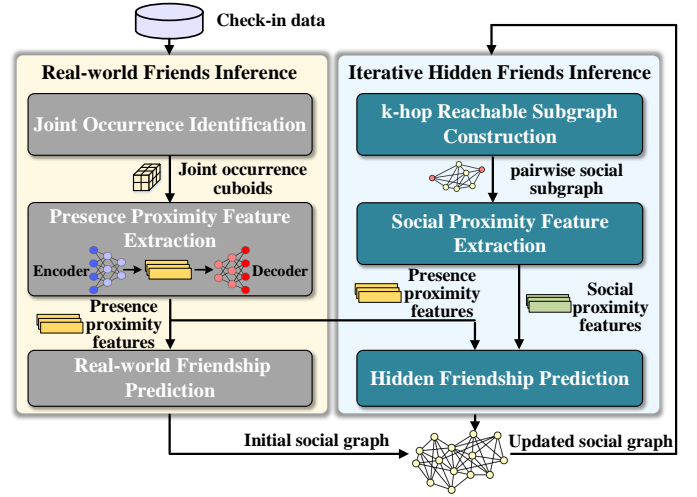 Check-in data
Real-world Friends Inference
Joint Occurrence Identification
Joint occurrence
cuboids
Presence Proximity Feature
Extraction
Encoder
Decoder
Presence
proximity
features
Real-world Friendship
Prediction
Iterative Hidden Friends Inference
k-hop Reachable Subgraph
Construction
pairwise social
subgraph
Social Proximity Feature
Extraction
Presence
proximity
features
Social
proximity
features
Hidden Friendship Prediction
Initial social graph
Updated social graph